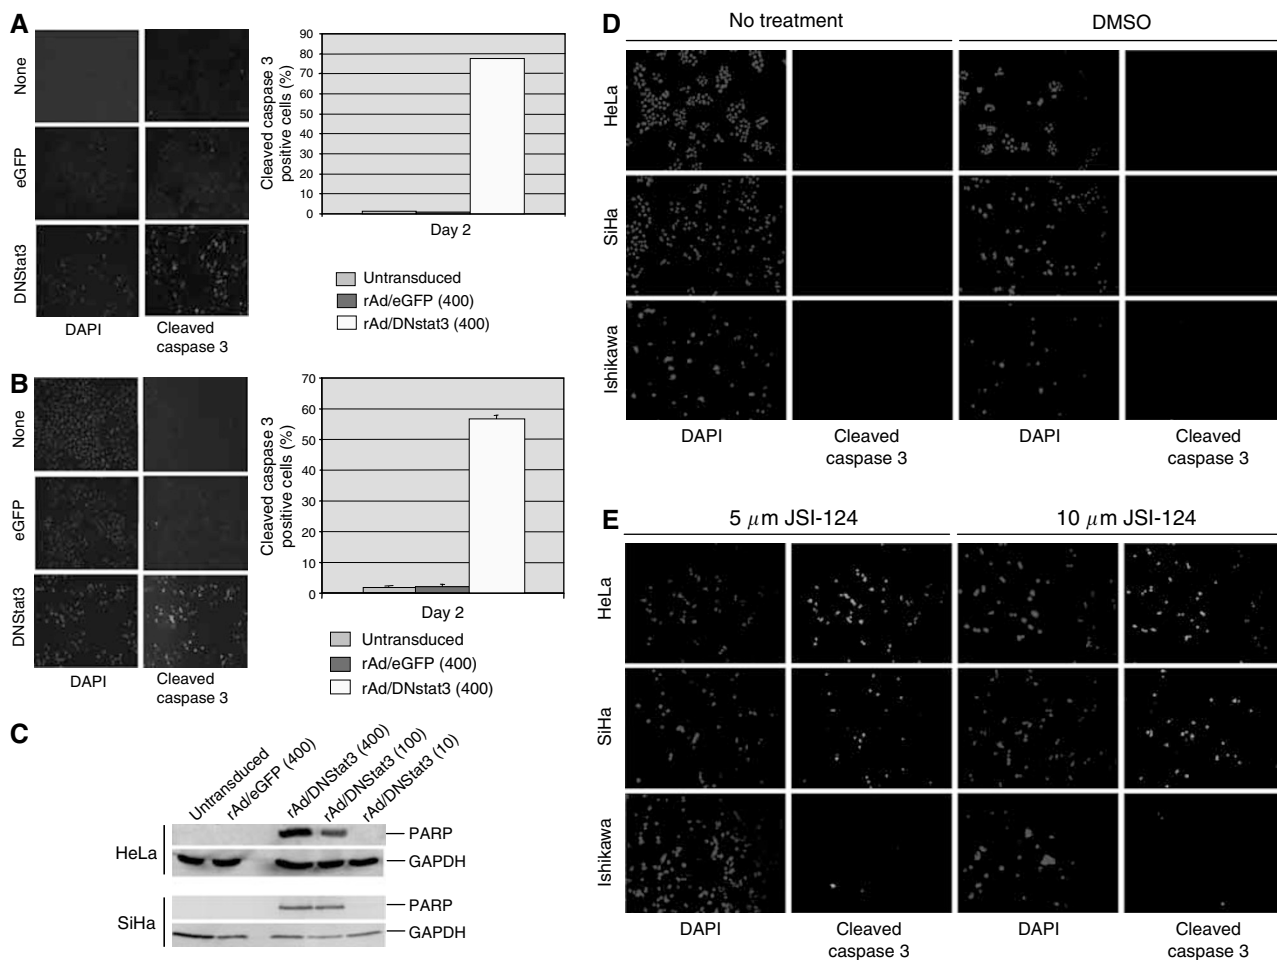 A
None
eGFP
DNStat3
DAPI
Cleaved
caspase 3
Cleaved caspase 3
positive cells (%)
90
80
70
60
50
40
30
20
10
0
Day 2
Untransduced
rAd/eGFP (400)
rAd/DNstat3 (400)
B
None
eGFP
DNStat3
DAPI
Cleaved
caspase 3
Cleaved caspase 3
positive cells (%)
70
60
50
40
30
20
10
0
Day 2
Untransduced
rAd/eGFP (400)
rAd/DNstat3 (400)
C
Untransduced
rAd/eGFP (400)
rAd/DNStat3 (400)
rAd/DNStat3 (100)
rAd/DNStat3 (10)
HeLa
PARP
GAPDH
SiHa
PARP
GAPDH
D
No treatment
DMSO
HeLa
SiHa
Ishikawa
DAPI
Cleaved
caspase 3
DAPI
Cleaved
caspase 3
E
5 μm JSI-124
10 μm JSI-124
HeLa
SiHa
Ishikawa
DAPI
Cleaved
caspase 3
DAPI
Cleaved
caspase 3